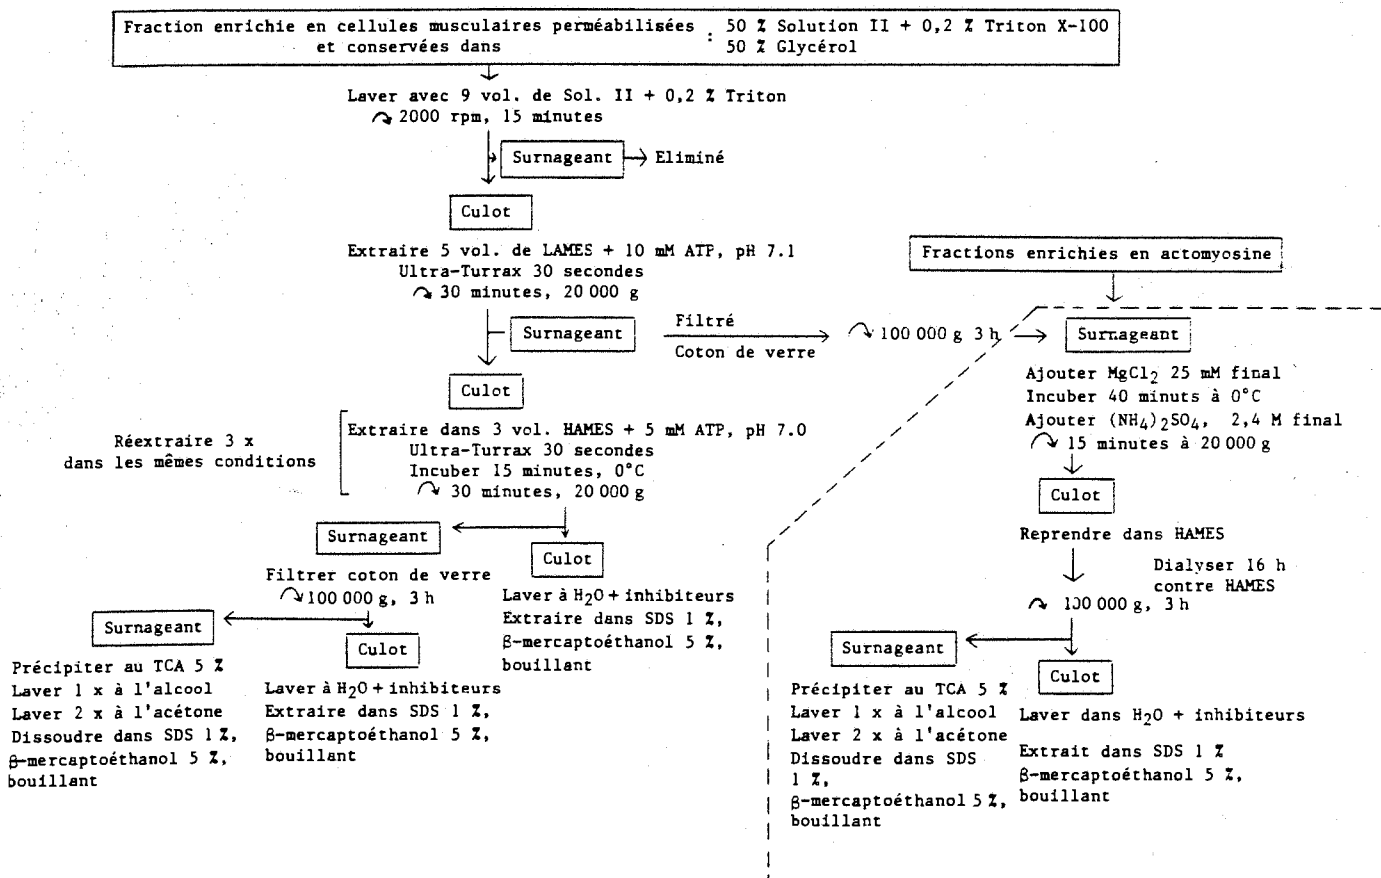 Fraction enrichie en cellules musculaires perméabilisées : 50 % Solution II + 0,2 % Triton X-100
et conservées dans 50 % Glycérol
Laver avec 9 vol. de Sol. II + 0,2 % Triton
2000 rpm, 15 minutes
Surnageant
Eliminé
Culot
Extraire 5 vol. de LAMES + 10 mM ATP, pH 7.1
Ultra-Turrax 30 secondes
30 minutes, 20 000 g
Surnageant
Filtré
Coton de verre
100 000 g 3 h
Culot
Réextraire 3 x
dans les mêmes conditions
Extraire dans 3 vol. HAMES + 5 mM ATP, pH 7.0
Ultra-Turrax 30 secondes
Incuber 15 minutes, 0°C
30 minutes, 20 000 g
Surnageant
Culot
Filtrer coton de verre
100 000 g, 3 h
Laver à H2O + inhibiteurs
Extraire dans SDS 1 %,
β-mercaptoéthanol 5 %,
bouillant
Surnageant
Culot
Précipiter au TCA 5 %
Laver 1 x à l'alcool
Laver 2 x à l'acétone
Dissoudre dans SDS 1 %,
β-mercaptoéthanol 5 %,
bouillant
Laver à H2O + inhibiteurs
Extraire dans SDS 1 %,
β-mercaptoéthanol 5 %,
bouillant
Fractions enrichies en actomyosine
Surnageant
Ajouter MgCl2 25 mM final
Incuber 40 minuts à 0°C
Ajouter (NH4)2SO4, 2,4 M final
15 minutes à 20 000 g
Culot
Reprendre dans HAMES
Dialyser 16 h
contre HAMES
100 000 g, 3 h
Surnageant
Culot
Précipiter au TCA 5 %
Laver 1 x à l'alcool
Laver 2 x à l'acétone
Dissoudre dans SDS
1 %,
β-mercaptoéthanol 5 %,
bouillant
Laver dans H2O + inhibiteurs
Extrait dans SDS 1 %
β-mercaptoéthanol 5 %,
bouillant